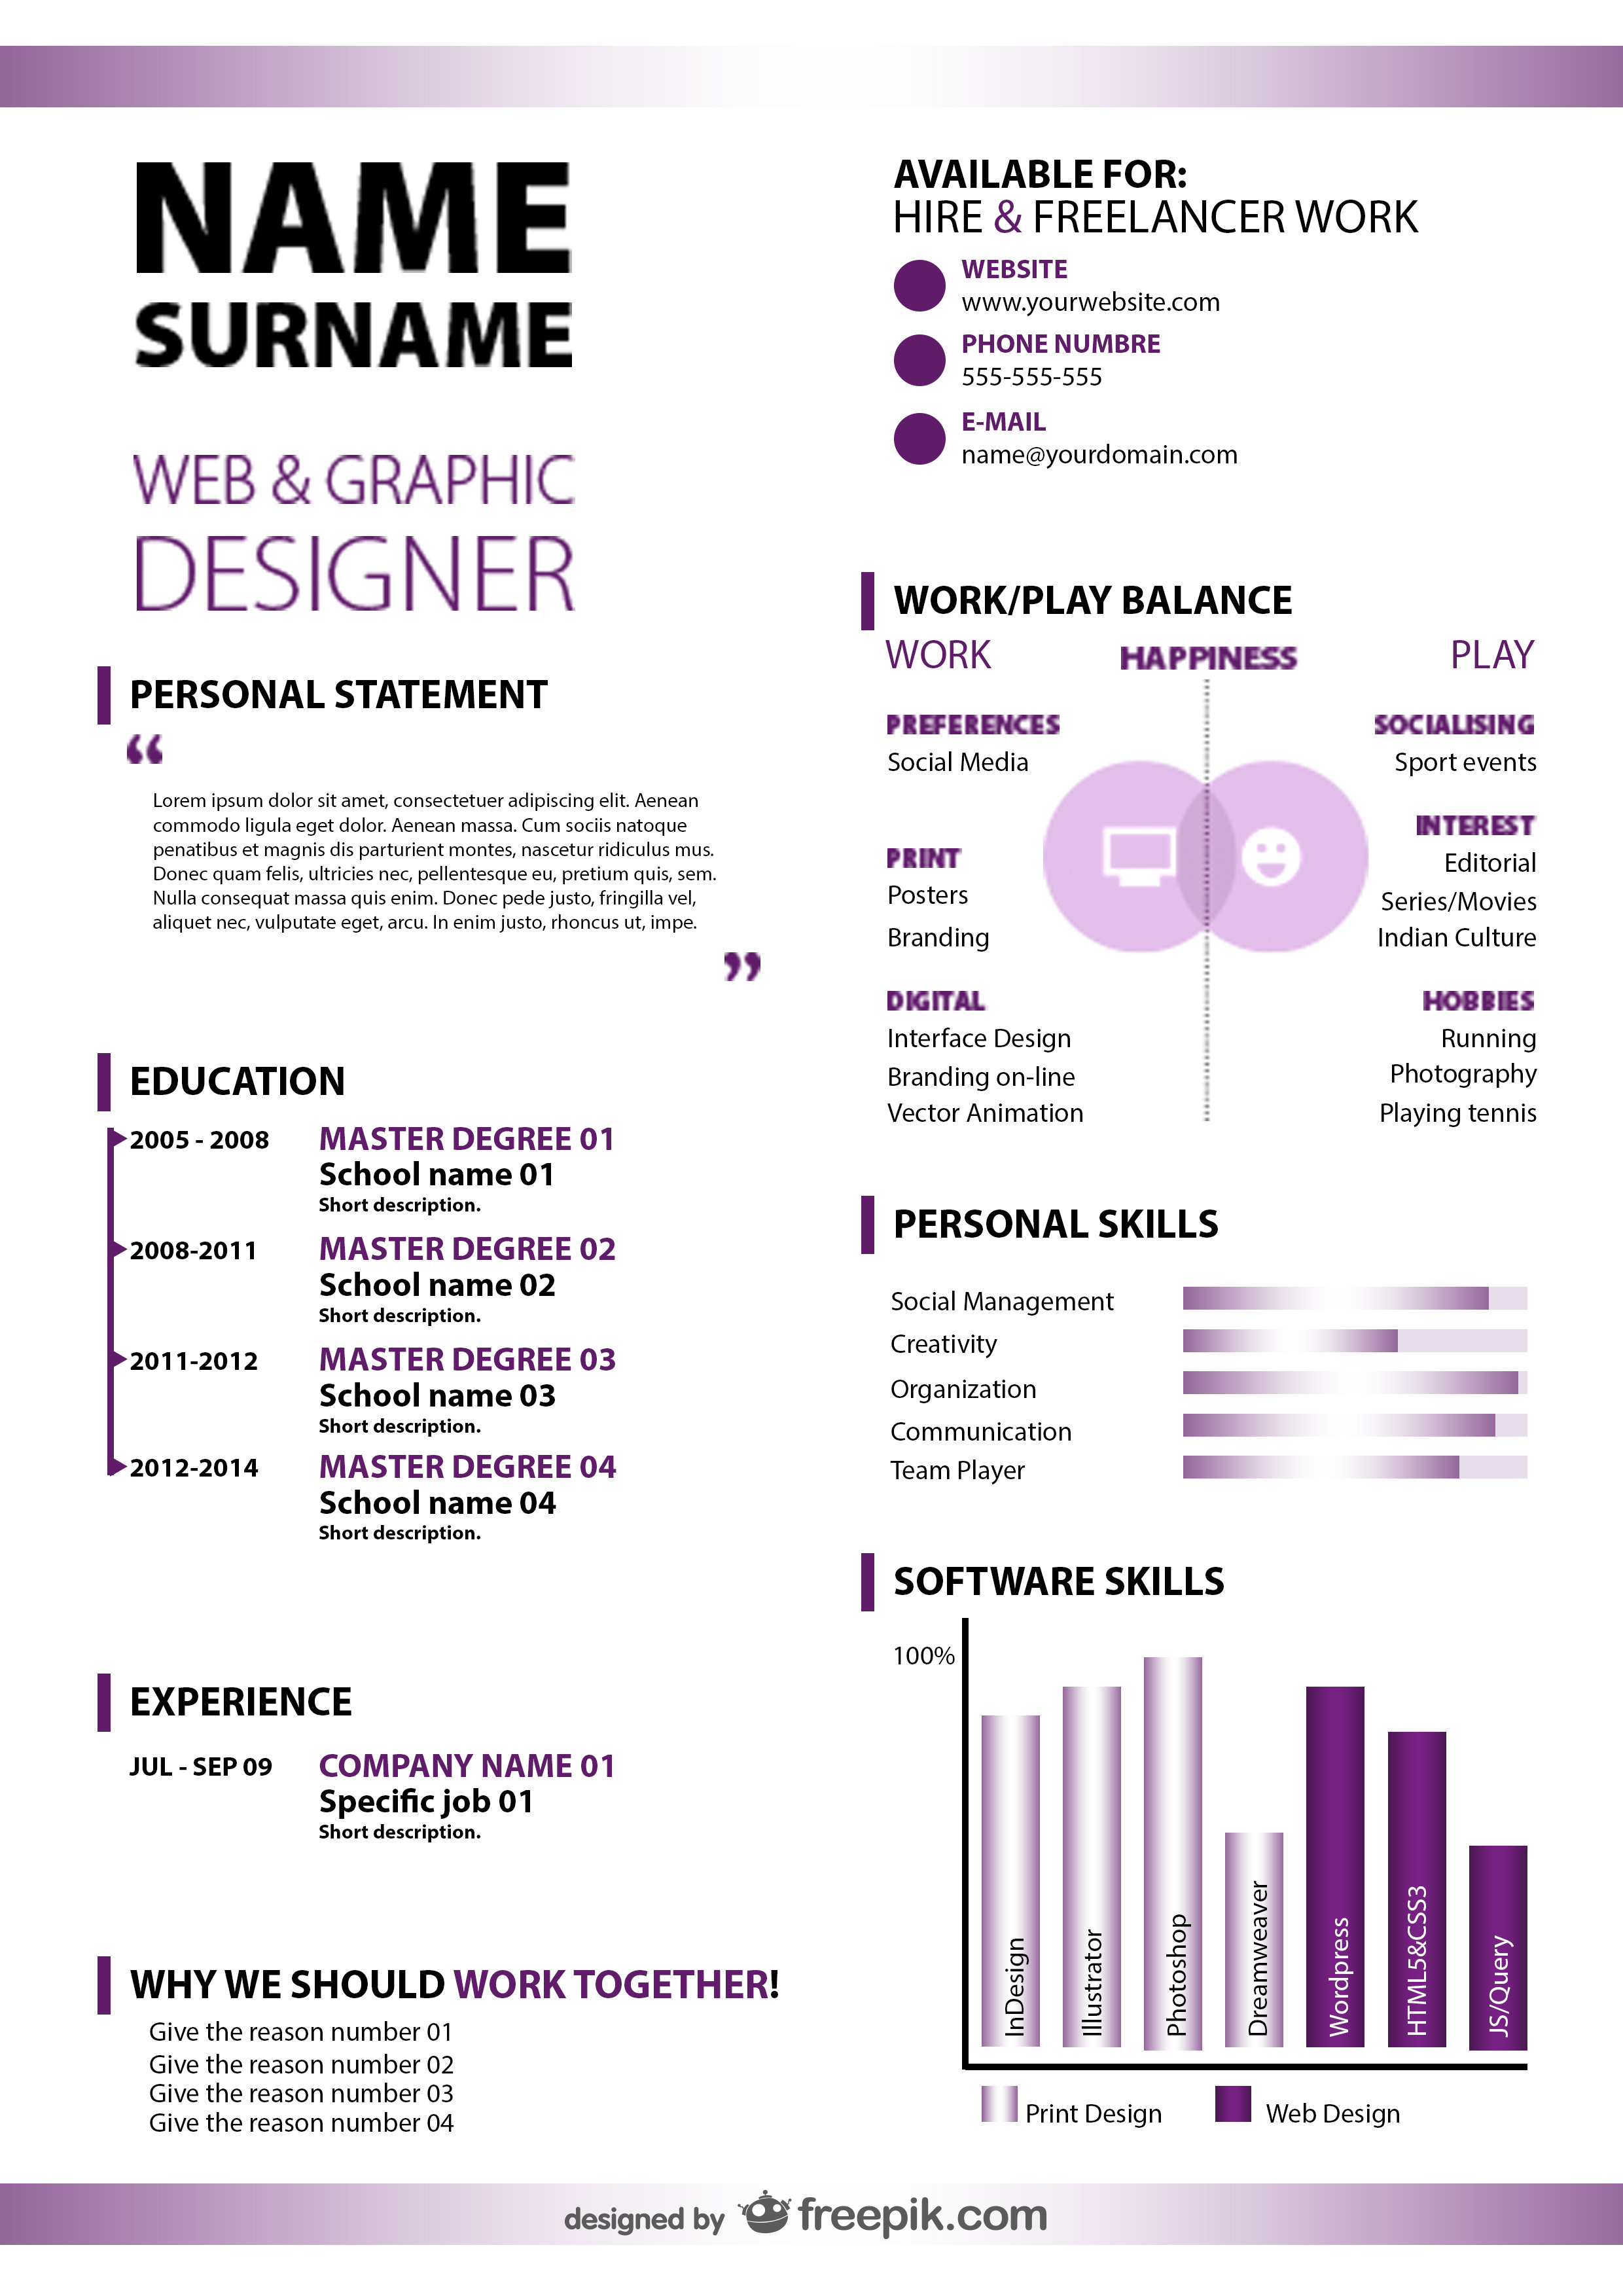 NAME
SURNAME
WEB & GRAPHIC
DESIGNER
PERSONAL STATEMENT
“
Lorem ipsum dolor sit amet, consectetuer adipiscing elit. Aenean
commodo ligula eget dolor. Aenean massa. Cum sociis natoque
penatibus et magnis dis parturient montes, nascetur ridiculus mus.
Donec quam felis, ultricies nec, pellentesque eu, pretium quis, sem.
Nulla consequat massa quis enim. Donec pede justo, fringilla vel,
aliquet nec, vulputate eget, arcu. In enim justo, rhoncus ut, impe.
”
EDUCATION
2005 - 2008 MASTER DEGREE 01
School name 01
Short description.
2008-2011 MASTER DEGREE 02
School name 02
Short description.
2011-2012 MASTER DEGREE 03
School name 03
Short description.
2012-2014 MASTER DEGREE 04
School name 04
Short description.
EXPERIENCE
JUL - SEP 09 COMPANY NAME 01
Specific job 01
Short description.
WHY WE SHOULD WORK TOGETHER!
Give the reason number 01
Give the reason number 02
Give the reason number 03
Give the reason number 04
AVAILABLE FOR:
HIRE & FREELANCER WORK
WEBSITE
www.yourwebsite.com
PHONE NUMBRE
555-555-555
E-MAIL
name@yourdomain.com
WORK/PLAY BALANCE
WORK HAPPINESS PLAY
PREFERENCES
Social Media
PRINT
Posters
Branding
DIGITAL
Interface Design
Branding on-line
Vector Animation
SOCIALISING
Sport events
INTEREST
Editorial
Series/Movies
Indian Culture
HOBBIES
Running
Photography
Playing tennis
PERSONAL SKILLS
Social Management
Creativity
Organization
Communication
Team Player
SOFTWARE SKILLS
100%
InDesign
Illustrator
Photoshop
Dreamweaver
Wordpress
HTML5&CSS3
JS/Query
Print Design
Web Design
designed by freepik.com